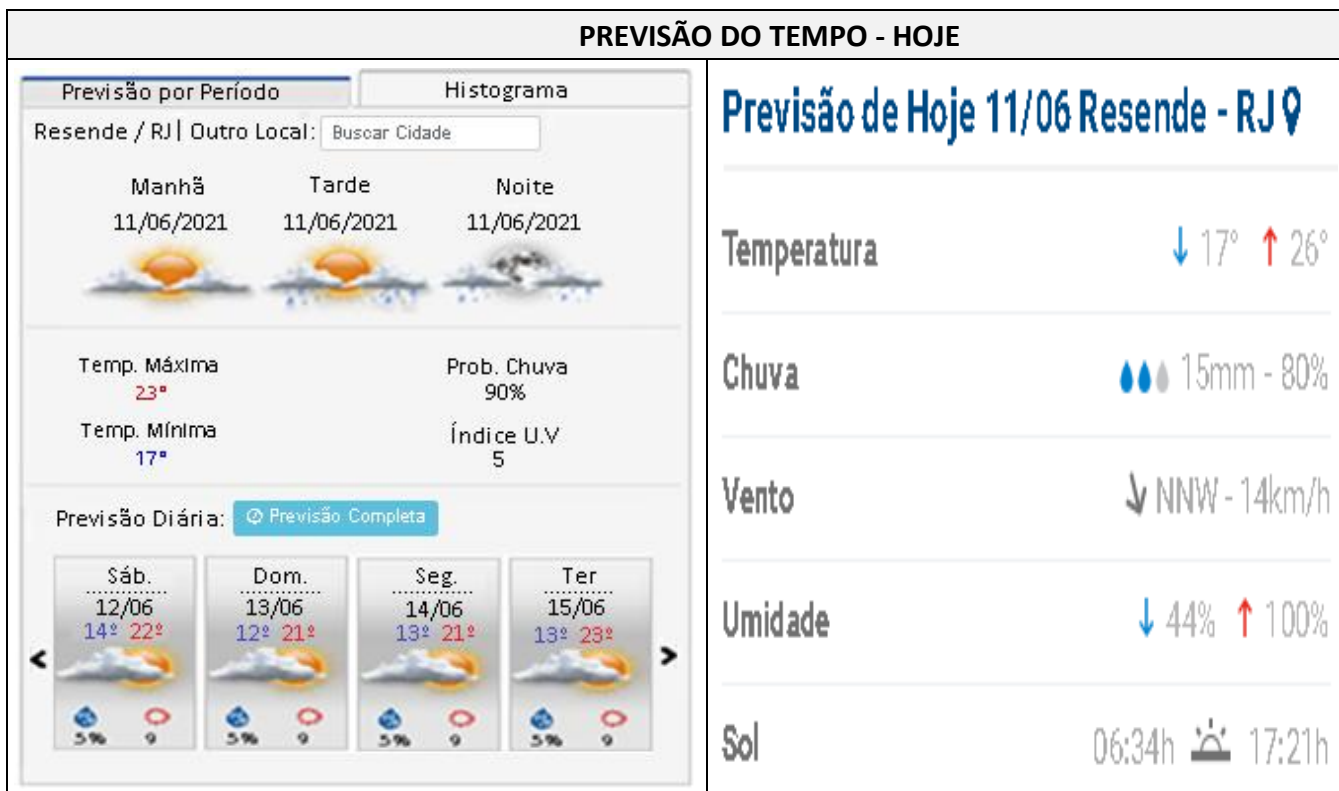 PREVISÃO DO TEMPO - HOJE
Previsão por Período
Histograma
Resende / RJ | Outro Local: Buscar Cidade
Manhã Tarde Noite
11/06/2021 11/06/2021 11/06/2021
Temp. Máxima Prob. Chuva
23° 90%
Temp. Mínima Índice U.V
17° 5
Previsão Diária: Previsão Completa
Sáb. Dom. Seg. Ter
12/06 13/06 14/06 15/06
14º 22º 12º 21º 13º 21º 13º 23º
5% 9 5% 9 5% 9 5% 9
Previsão de Hoje 11/06 Resende - RJ
Temperatura ↓ 17° ↑ 26°
Chuva 15mm - 80%
Vento NNW - 14km/h
Umidade ↓ 44% ↑ 100%
Sol 06:34h 17:21h